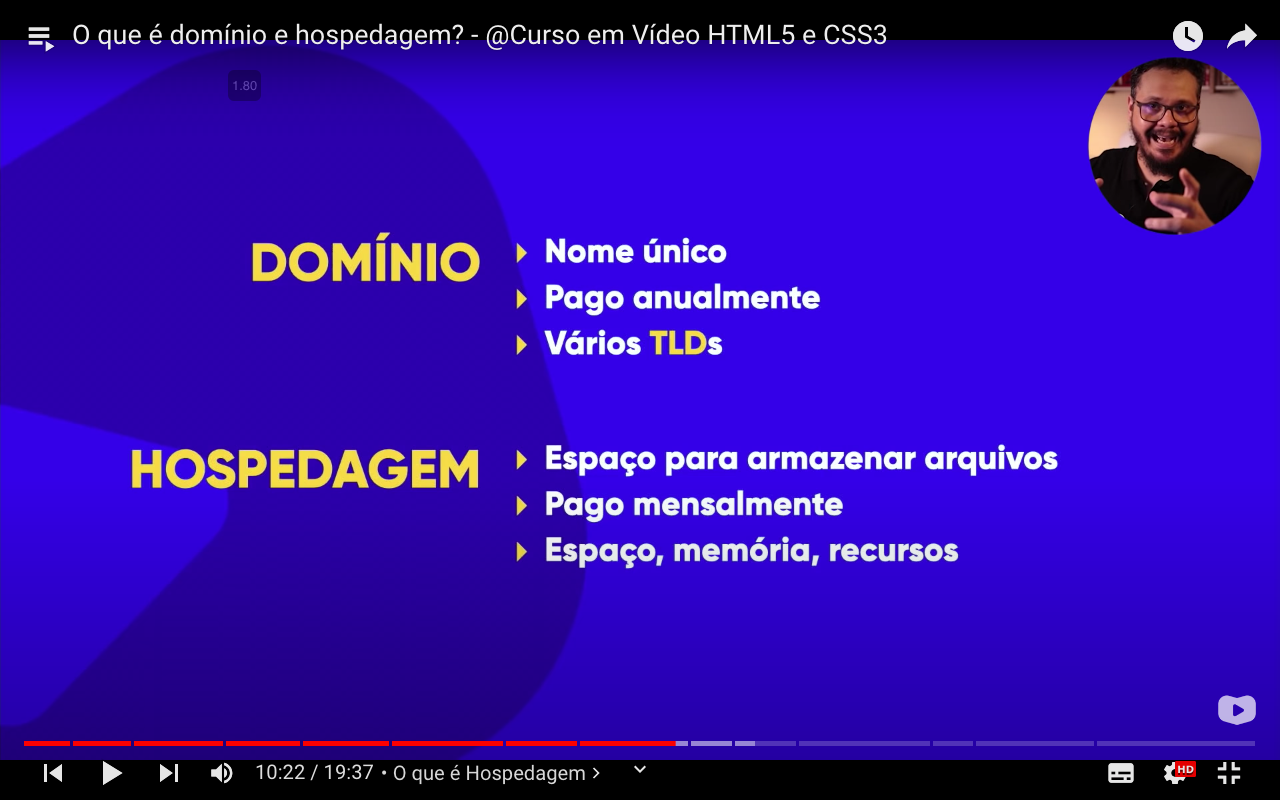 O que é domínio e hospedagem? - @Curso em Vídeo HTML5 e CSS3
1.80
DOMÍNIO
Nome único
Pago anualmente
Vários TLDs
HOSPEDAGEM
Espaço para armazenar arquivos
Pago mensalmente
Espaço, memória, recursos
10:22 / 19:37 • O que é Hospedagem
HD